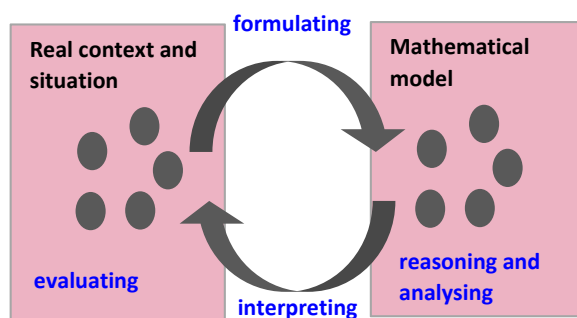 formulating
Real context and
situation
Mathematical
model
evaluating
reasoning and
analysing
interpreting